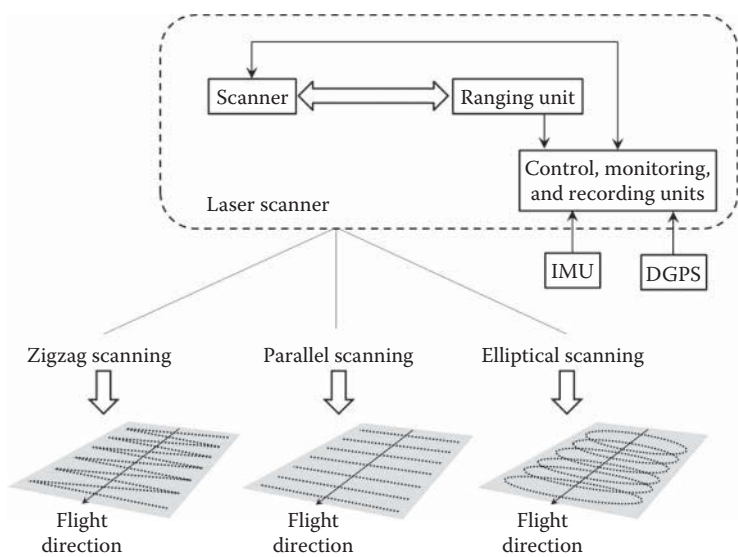 Scanner
Ranging unit
Control, monitoring,
and recording units
Laser scanner
IMU
DGPS
Zigzag scanning
Parallel scanning
Elliptical scanning
Flight
direction
Flight
direction
Flight
direction